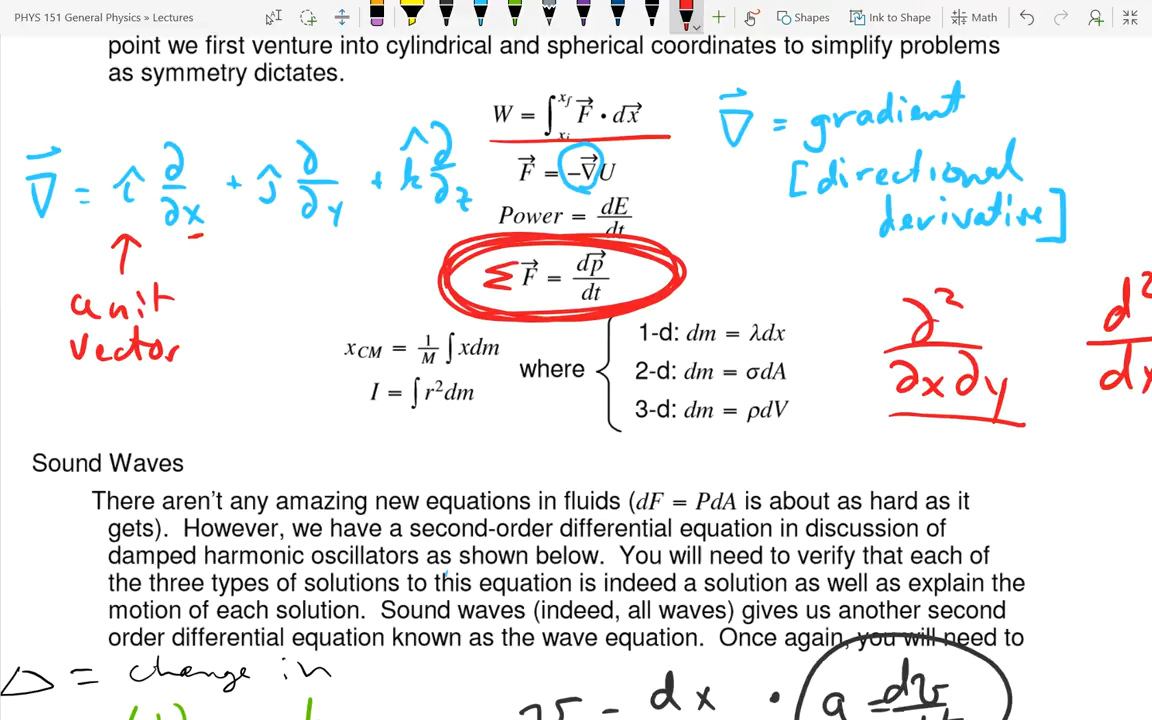 PHYS 151 General Physics » Lectures
Shapes
Ink to Shape
Math
point we first venture into cylindrical and spherical coordinates to simplify problems
as symmetry dictates.
W = ∫_{xᵢ}^{x_f} F⃗ • dx⃗
∇⃗ = gradient
[directional
derivative]
∇⃗ = î ∂/∂x + ĵ ∂/∂y + k̂ ∂/∂z
F⃗ = −∇⃗U
Power = dE/dt
a unit
vector
Σ F⃗ = dp⃗/dt
∂²/∂x∂y
x_CM = 1/M ∫ xdm
I = ∫ r²dm
where
1-d: dm = λdx
2-d: dm = σdA
3-d: dm = ρdV
Sound Waves
There aren’t any amazing new equations in fluids (dF = PdA is about as hard as it
gets). However, we have a second-order differential equation in discussion of
damped harmonic oscillators as shown below. You will need to verify that each of
the three types of solutions to this equation is indeed a solution as well as explain the
motion of each solution. Sound waves (indeed, all waves) gives us another second
order differential equation known as the wave equation. Once again, you will need to
Δ = change in